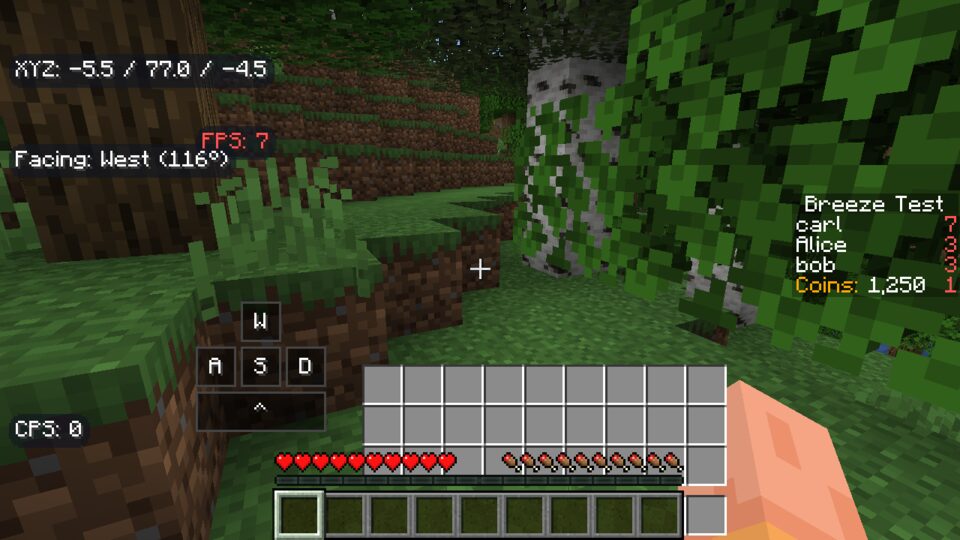 XYZ: -5.5 / 77.0 / -4.5
FPS: 7
Facing: West (116°)
Breeze Test
carl 7
Alice 3
bob 3
Coins: 1,250 1
W
A S D
^
CPS: 0